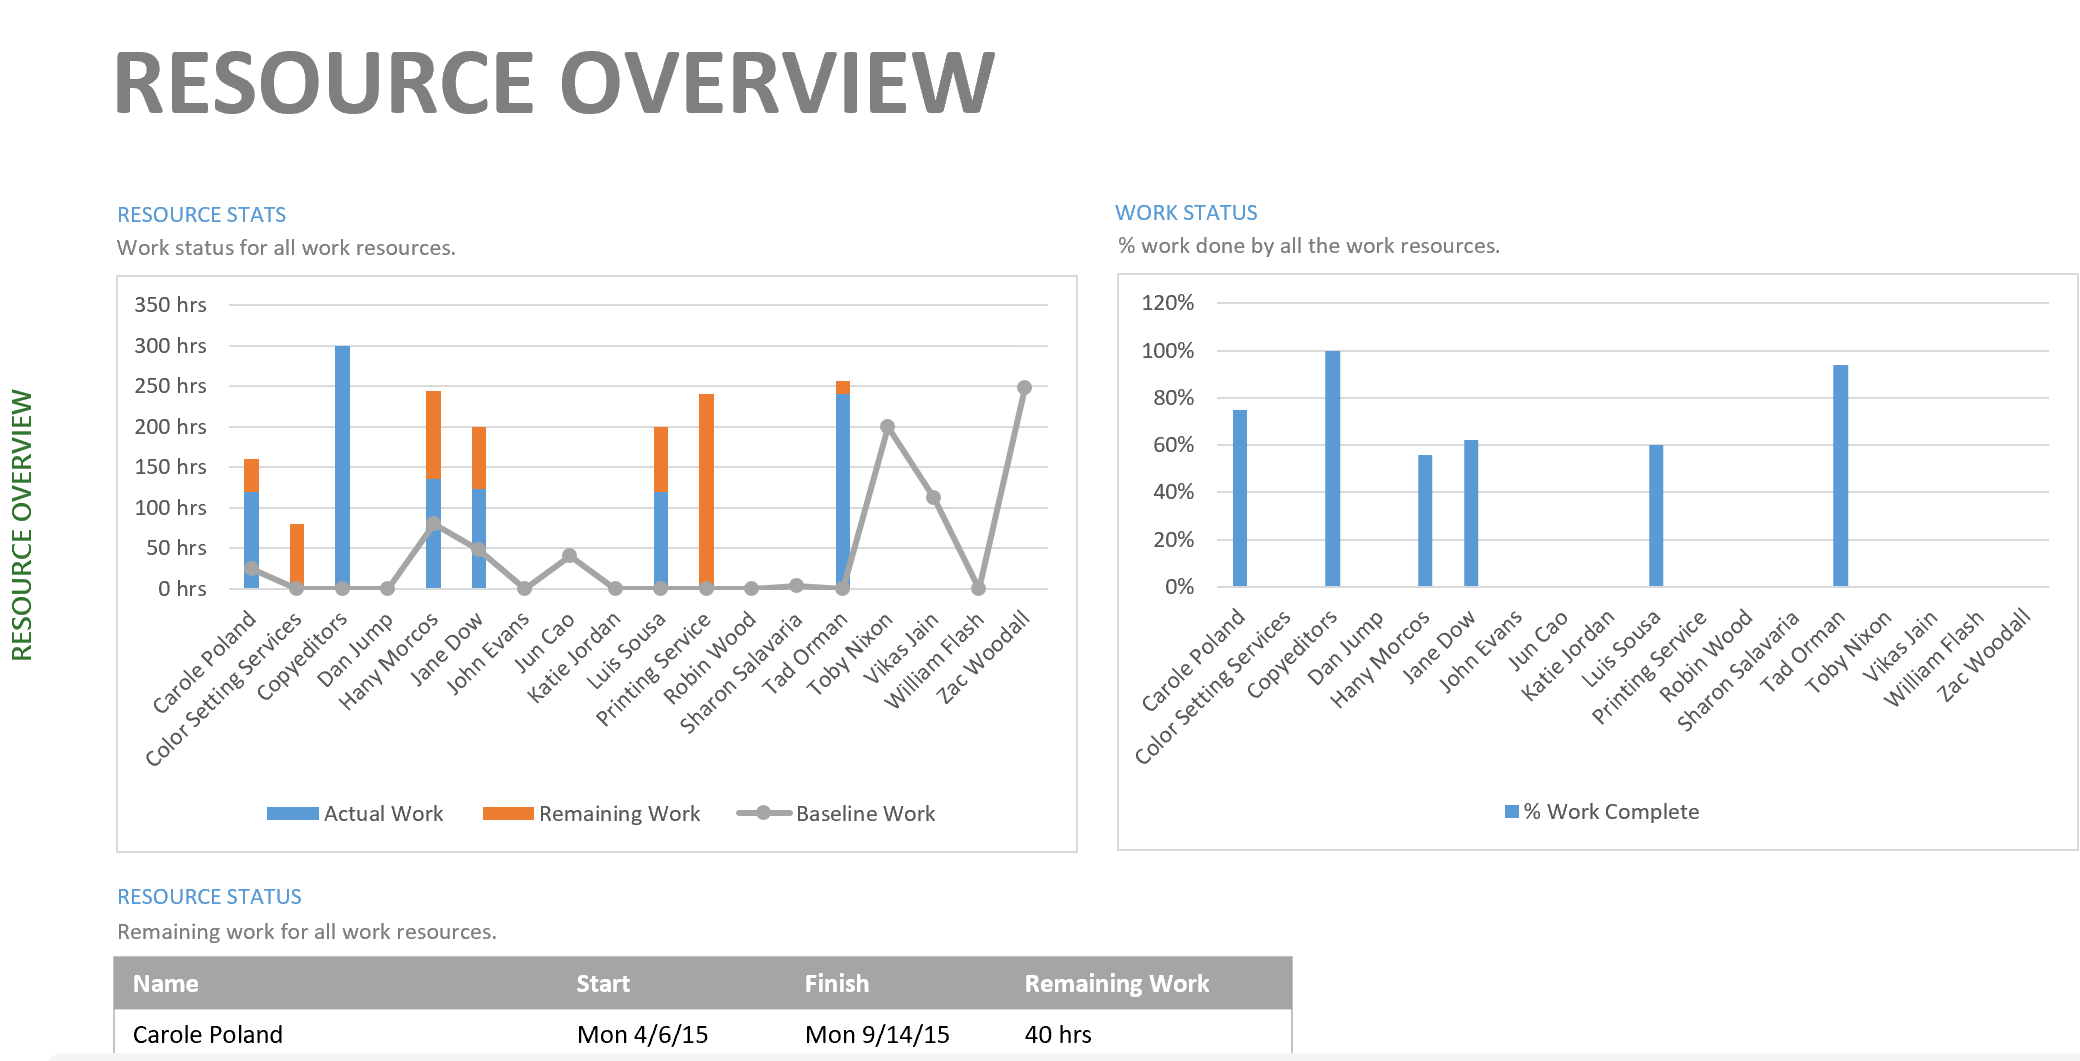 RESOURCE OVERVIEW
RESOURCE OVERVIEW
RESOURCE STATS
Work status for all work resources.
350 hrs
300 hrs
250 hrs
200 hrs
150 hrs
100 hrs
50 hrs
0 hrs
Carole Poland
Color Setting Services
Copyeditors
Dan Jump
Hany Morcos
Jane Dow
John Evans
Jun Cao
Katie Jordan
Luis Sousa
Printing Service
Robin Wood
Sharon Salavaria
Tad Orman
Toby Nixon
Vikas Jain
William Flash
Zac Woodall
Actual Work
Remaining Work
Baseline Work
WORK STATUS
% work done by all the work resources.
120%
100%
80%
60%
40%
20%
0%
Carole Poland
Color Setting Services
Copyeditors
Dan Jump
Hany Morcos
Jane Dow
John Evans
Jun Cao
Katie Jordan
Luis Sousa
Printing Service
Robin Wood
Sharon Salavaria
Tad Orman
Toby Nixon
Vikas Jain
William Flash
Zac Woodall
% Work Complete
RESOURCE STATUS
Remaining work for all work resources.
Name Start Finish Remaining Work
Carole Poland Mon 4/6/15 Mon 9/14/15 40 hrs